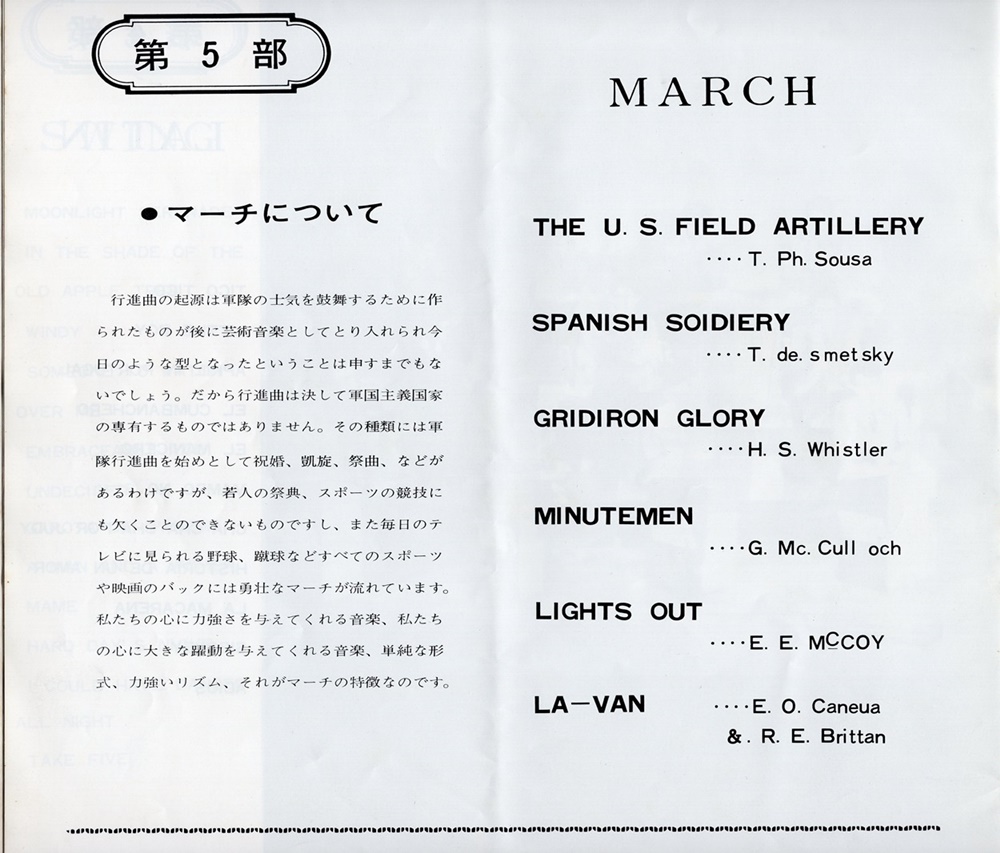 第 5 部
●マーチについて
行進曲の起源は軍隊の士気を鼓舞するために作
られたものが後に芸術音楽としてとり入れられ今
日のような型となったということは申すまでもな
いでしょう。だから行進曲は決して軍国主義国家
の専有するものではありません。その種類には軍
隊行進曲を始めとして祝婚、凱旋、祭曲、などが
あるわけですが、若人の祭典、スポーツの競技に
も欠くことのできないものですし、また毎日のテ
レビに見られる野球、蹴球などすべてのスポーツ
や映画のバックには勇壮なマーチが流れています。
私たちの心に力強さを与えてくれる音楽、私たち
の心に大きな躍動を与えてくれる音楽、単純な形
式、力強いリズム、それがマーチの特徴なのです。
MARCH
THE U. S. FIELD ARTILLERY
････T. Ph. Sousa
SPANISH SOIDIERY
････T. de. smetsky
GRIDIRON GLORY
････H. S. Whistler
MINUTEMEN
････G. Mc. Cull och
LIGHTS OUT
････E. E. McCOY
LA－VAN ････E. O. Caneua
&. R. E. Brittan